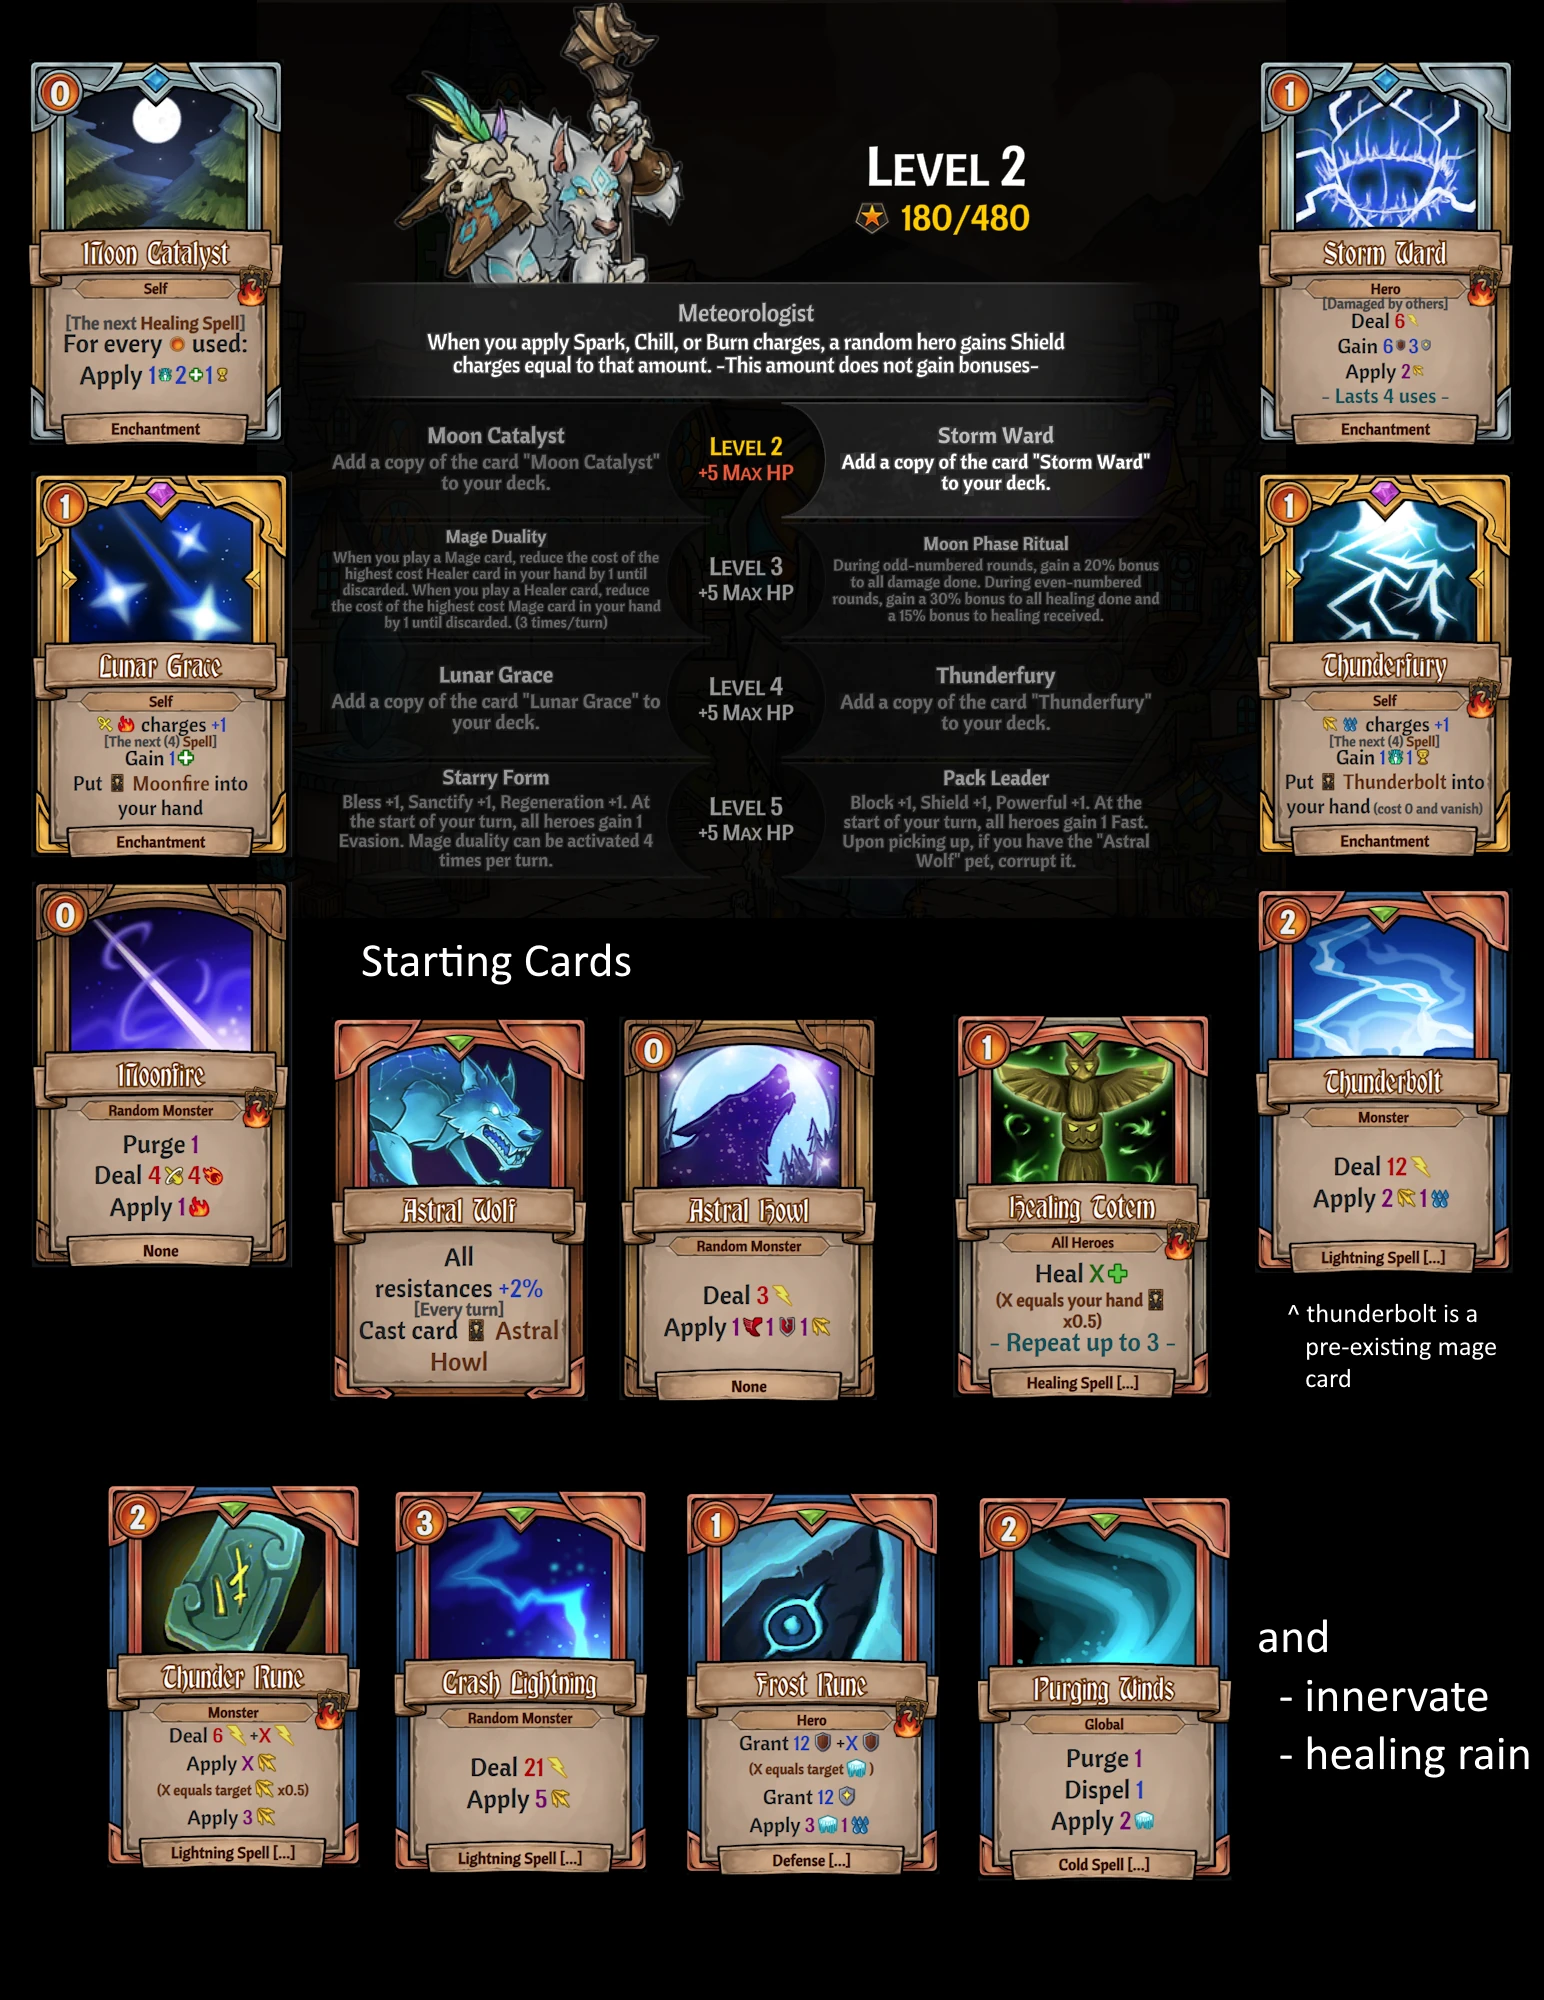 0
Moon Catalyst
Self
[The next Healing Spell]
For every used:
Apply 1 2 1
Enchantment
LEVEL 2
180/480
1
Storm Ward
Hero
[Damaged by others]
Deal 6
Gain 6 3
Apply 2
- Lasts 4 uses -
Enchantment
Meteorologist
When you apply Spark, Chill, or Burn charges, a random hero gains Shield
charges equal to that amount. -This amount does not gain bonuses-
Moon Catalyst
Add a copy of the card "Moon Catalyst"
to your deck.
LEVEL 2
+5 MAX HP
Storm Ward
Add a copy of the card "Storm Ward"
to your deck.
Mage Duality
When you play a Mage card, reduce the cost of the
highest cost Healer card in your hand by 1 until
discarded. When you play a Healer card, reduce
the cost of the highest cost Mage card in your hand
by 1 until discarded. (3 times/turn)
LEVEL 3
+5 MAX HP
Moon Phase Ritual
During odd-numbered rounds, gain a 20% bonus
to all damage done. During even-numbered
rounds, gain a 30% bonus to all healing done and
a 15% bonus to healing received.
Lunar Grace
Add a copy of the card "Lunar Grace" to
your deck.
LEVEL 4
+5 MAX HP
Thunderfury
Add a copy of the card "Thunderfury"
to your deck.
Starry Form
Bless +1, Sanctify +1, Regeneration +1. At
the start of your turn, all heroes gain 1
Evasion. Mage duality can be activated 4
times per turn.
LEVEL 5
+5 MAX HP
Pack Leader
Block +1, Shield +1, Powerful +1. At the
start of your turn, all heroes gain 1 Fast.
Upon picking up, if you have the "Astral
Wolf" pet, corrupt it.
1
Lunar Grace
Self
charges +1
[The next (4) Spell]
Gain 1
Put Moonfire into
your hand
Enchantment
1
Thunderfury
Self
charges +1
[The next (4) Spell]
Gain 1 1
Put Thunderbolt into
your hand (cost 0 and vanish)
Enchantment
0
Moonfire
Random Monster
Purge 1
Deal 4 4
Apply 1
None
2
Thunderbolt
Monster
Deal 12
Apply 2 1
Lightning Spell [...]
^ thunderbolt is a
pre-existing mage
card
Starting Cards
Astral Wolf
All
resistances +2%
[Every turn]
Cast card Astral
Howl
0
Astral Howl
Random Monster
Deal 3
Apply 1 1 1
None
1
Healing Totem
All Heroes
Heal X
(X equals your hand
x0.5)
- Repeat up to 3 -
Healing Spell [...]
2
Thunder Rune
Monster
Deal 6 +X
Apply X
(X equals target x0.5)
Apply 3
Lightning Spell [...]
3
Crash Lightning
Random Monster
Deal 21
Apply 5
Lightning Spell [...]
1
Frost Rune
Hero
Grant 12 +X
(X equals target )
Grant 12
Apply 3 1
Defense [...]
2
Purging Winds
Global
Purge 1
Dispel 1
Apply 2
Cold Spell [...]
and
- innervate
- healing rain